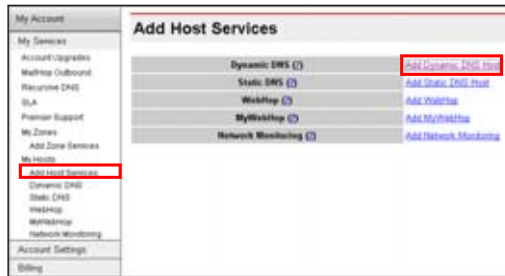 My Account
My Services
Account Upgrades
MailHop Outbound
Recursive DNS
SLA
Premier Support
My Zones
Add Zone Services
My Hosts
Add Host Services
Dynamic DNS
Static DNS
WebHop
MyWebHop
Network Monitoring
Account Settings
Billing
Add Host Services
Dynamic DNS (?) Add Dynamic DNS Host
Static DNS (?) Add Static DNS Host
WebHop (?) Add WebHop
MyWebHop (?) Add MyWebHop
Network Monitoring (?) Add Network Monitoring